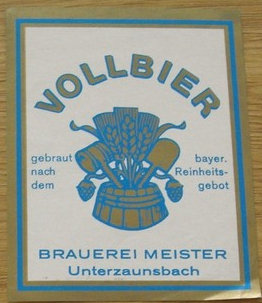 VOLLBIER
gebraut
nach
dem
bayer.
Reinheits-
gebot
BRAUEREI MEISTER
Unterzaunsbach